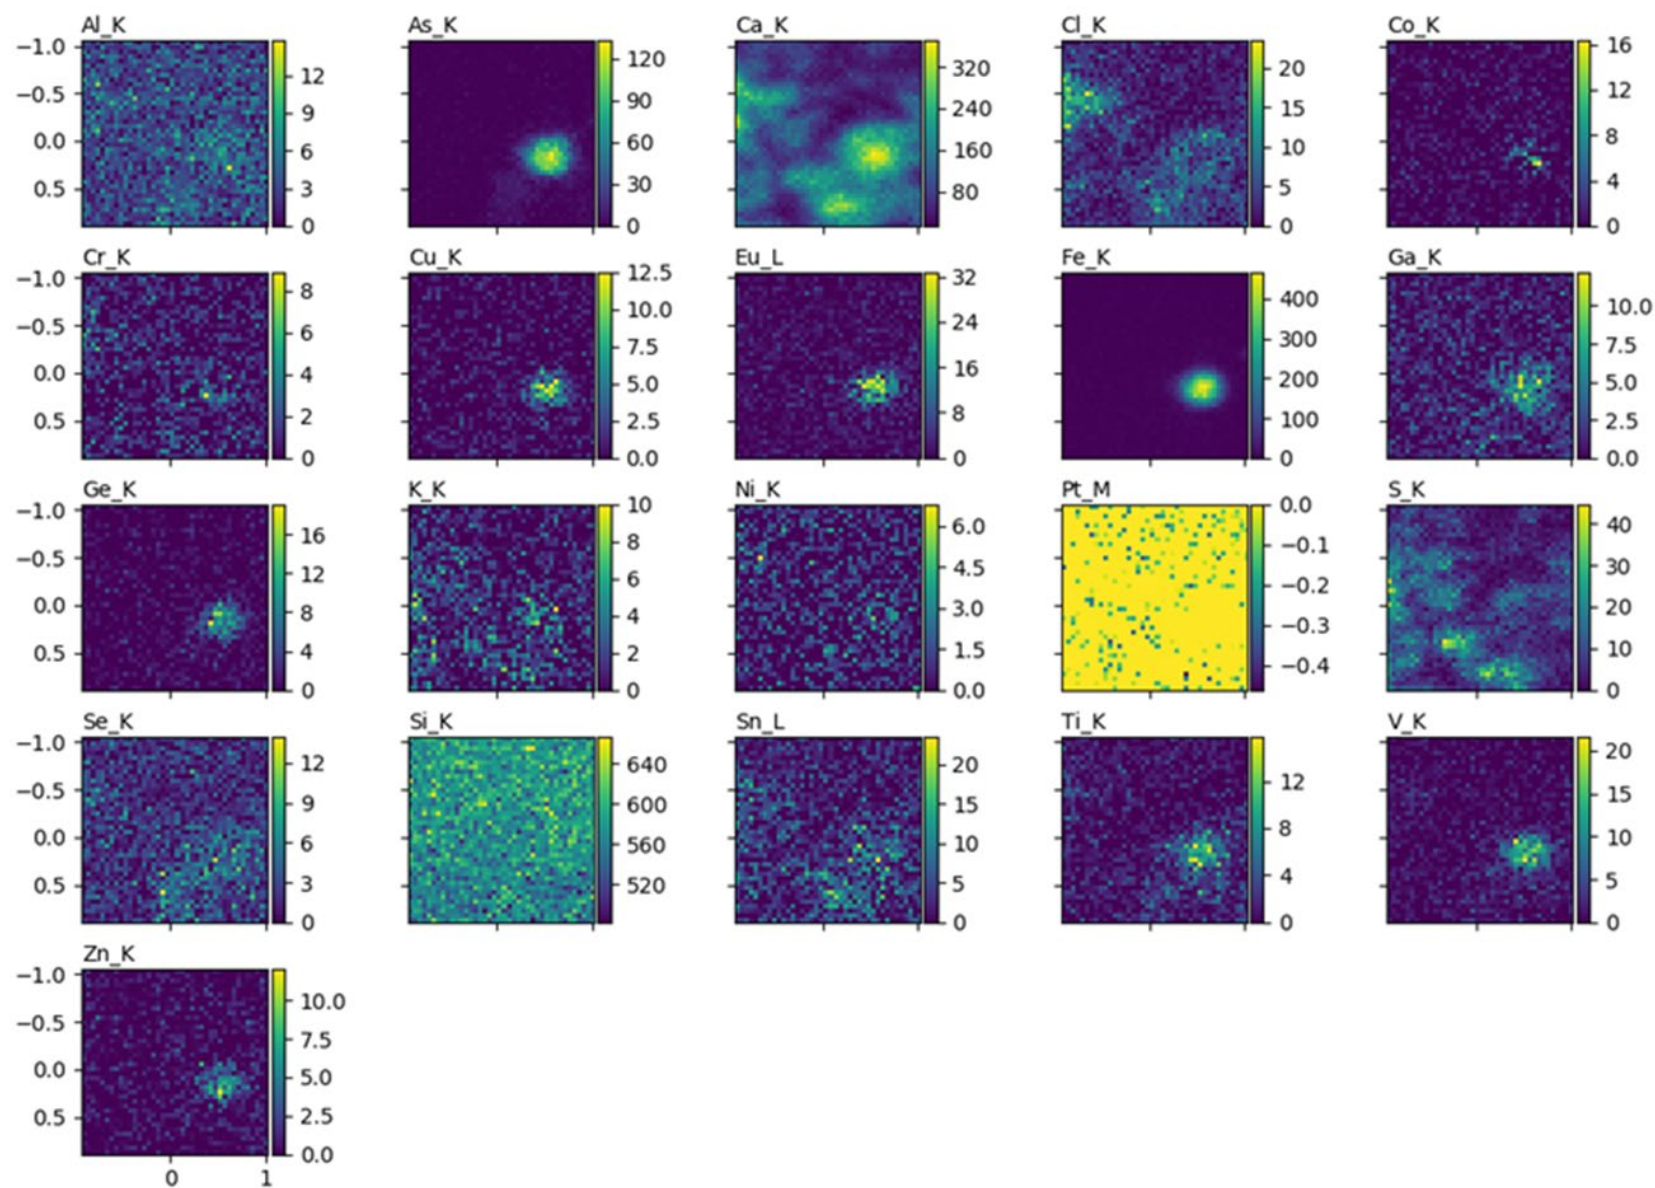 Al_K As_K Ca_K Cl_K Co_K
−1.0 −0.5 0.0 0.5
12 9 6 3 0
120 90 60 30 0
320 240 160 80
20 15 10 5 0
16 12 8 4 0
Cr_K Cu_K Eu_L Fe_K Ga_K
−1.0 −0.5 0.0 0.5
8 6 4 2 0
12.5 10.0 7.5 5.0 2.5 0.0
32 24 16 8 0
400 300 200 100 0
10.0 7.5 5.0 2.5 0.0
Ge_K K_K Ni_K Pt_M S_K
−1.0 −0.5 0.0 0.5
16 12 8 4 0
10 8 6 4 2 0
6.0 4.5 3.0 1.5 0.0
0.0 −0.1 −0.2 −0.3 −0.4
40 30 20 10 0
Se_K Si_K Sn_L Ti_K V_K
−1.0 −0.5 0.0 0.5
12 9 6 3 0
640 600 560 520
20 15 10 5 0
12 8 4 0
20 15 10 5 0
Zn_K
−1.0 −0.5 0.0 0.5
10.0 7.5 5.0 2.5 0.0
0 1